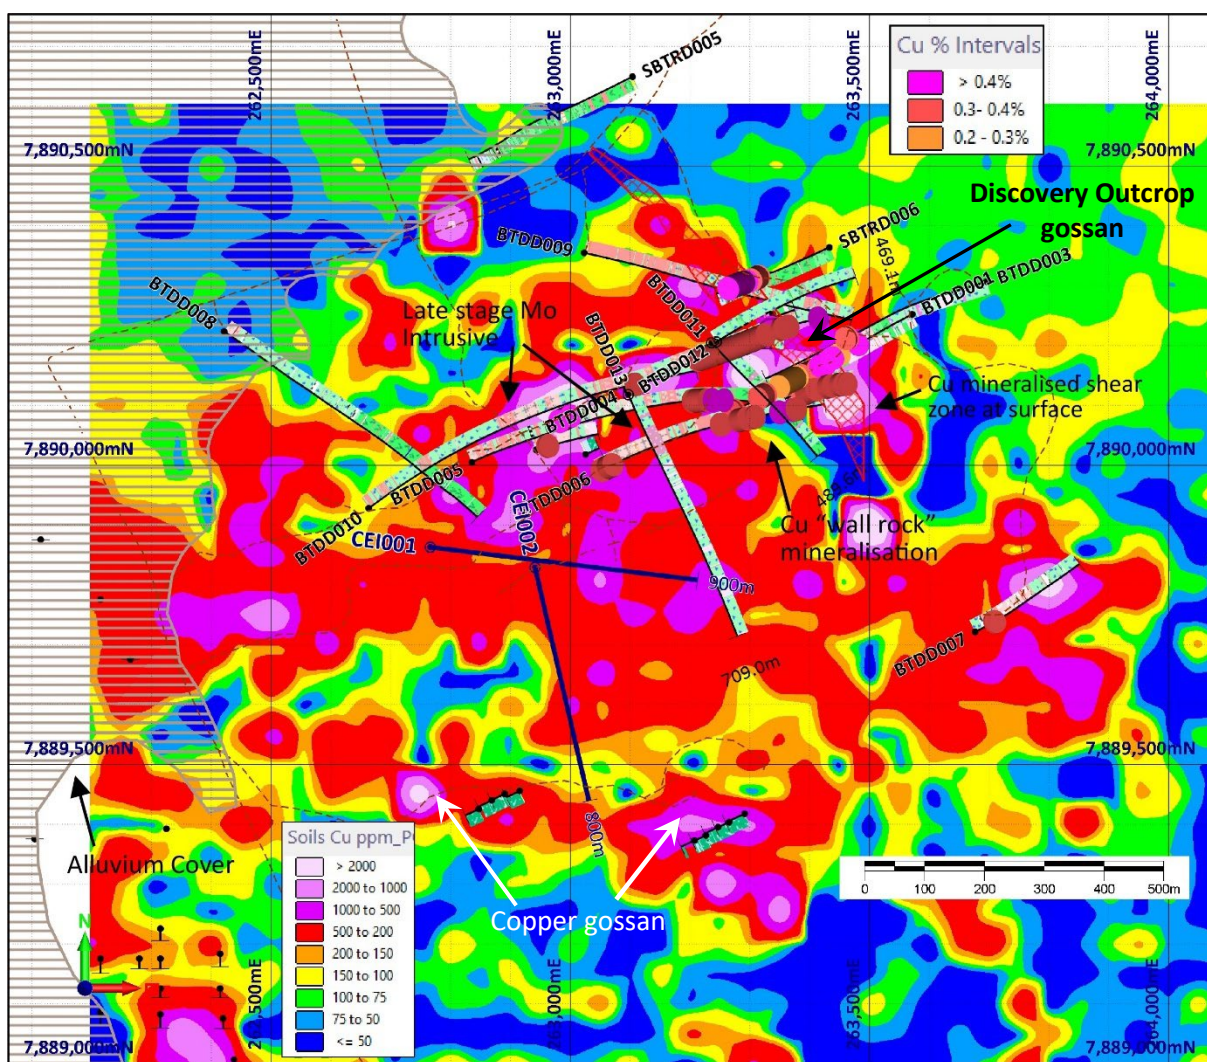 262,500mE
263,000mE
263,500mE
264,000mE
SBTRD005
Cu % Intervals
> 0.4%
0.3- 0.4%
0.2 - 0.3%
7,890,500mN
7,890,500mN
Discovery Outcrop
gossan
BTDD009
SBTRD006
469.1m
BTDD001
BTDD003
BTDD008
Late stage Mo
Intrusive
BTDD011
BTDD013
BTDD012
BTDD004
Cu mineralised shear
zone at surface
7,890,000mN
7,890,000mN
BTDD005
BTDD006
BTDD010
CEI001
CEI002
Cu "wall rock"
mineralisation
900m
BTDD007
709.0m
7,889,500mN
7,889,500mN
800m
Alluvium Cover
Soils Cu ppm_P
> 2000
2000 to 1000
1000 to 500
500 to 200
200 to 150
150 to 100
100 to 75
75 to 50
<= 50
Copper gossan
0 100 200 300 400 500m
N
262,500mE
263,000mE
263,500mE
264,000mE
7,889,000mN
7,889,000mN